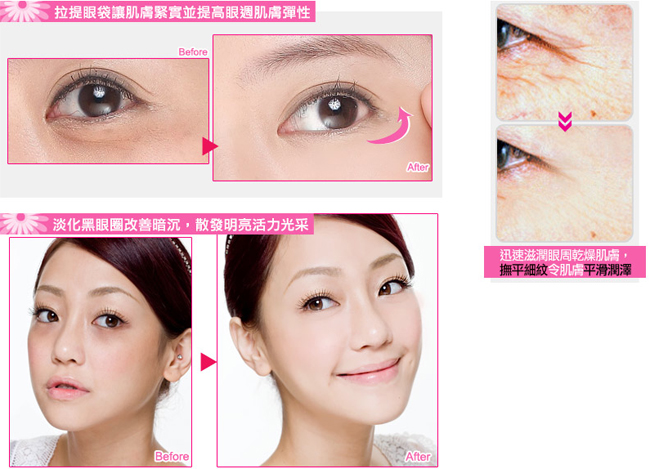 拉提眼袋讓肌膚緊實並提高眼週肌膚彈性
Before
After
淡化黑眼圈改善暗沉，散發明亮活力光采
Before
After
迅速滋潤眼周乾燥肌膚，
撫平細紋令肌膚平滑潤澤